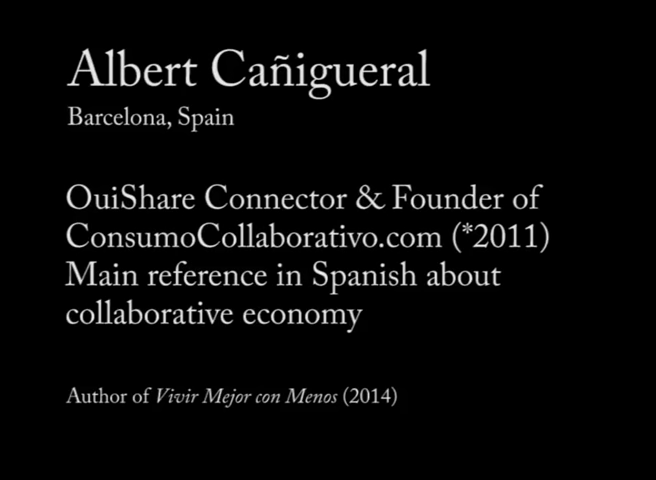 Albert Cañigueral
Barcelona, Spain
OuiShare Connector & Founder of
ConsumoCollaborativo.com (*2011)
Main reference in Spanish about
collaborative economy
Author of Vivir Mejor con Menos (2014)